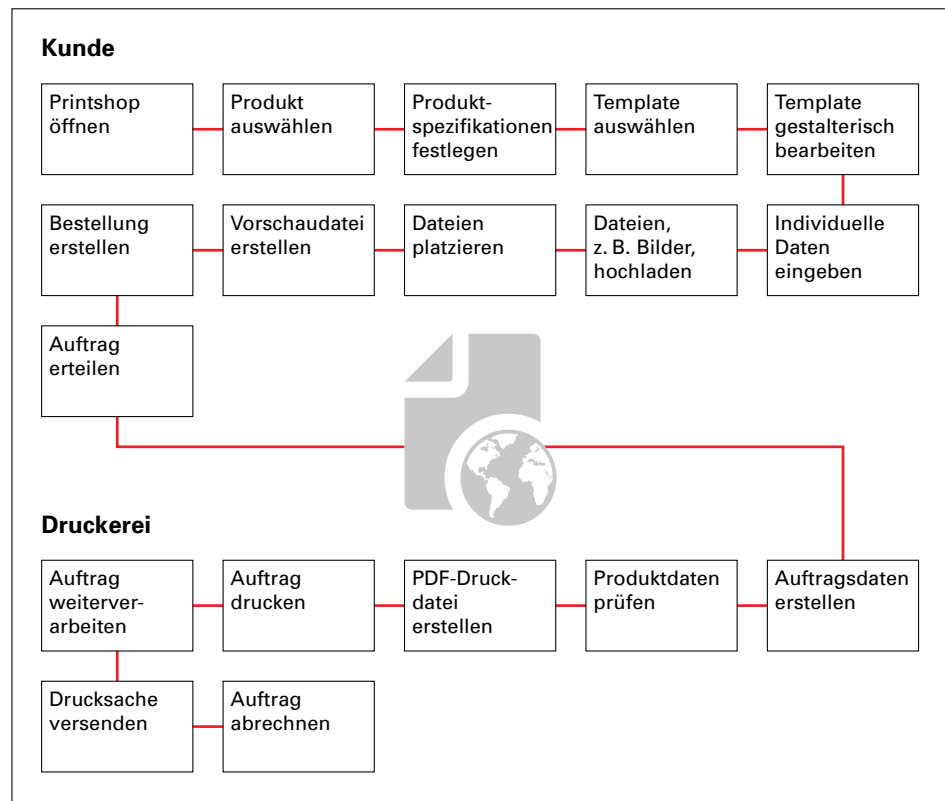 Kunde
Printshop
öffnen
Produkt
auswählen
Produkt-
spezifikationen
festlegen
Template
auswählen
Template
gestalterisch
bearbeiten
Bestellung
erstellen
Vorschaudatei
erstellen
Dateien
platzieren
Dateien,
z. B. Bilder,
hochladen
Individuelle
Daten
eingeben
Auftrag
erteilen
Druckerei
Auftrag
weiterver-
arbeiten
Auftrag
drucken
PDF-Druck-
datei
erstellen
Produktdaten
prüfen
Auftragsdaten
erstellen
Drucksache
versenden
Auftrag
abrechnen